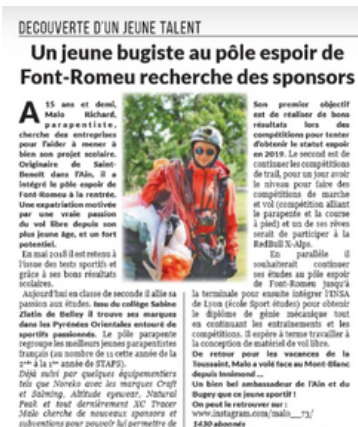 DECOUVERTE D'UN JEUNE TALENT
Un jeune bugiste au pôle espoir de
Font-Romeu recherche des sponsors
A 15 ans et demi,
Malo Richard,
parapentiste,
cherche des entreprises
pour l'aider à mener à
bien son projet scolaire.
Originaire de Saint-
Benoit dans l'Ain, il a
intégré le pôle espoir de
Font-Romeu à la rentrée.
Une expatriation motivée
par une vraie passion
du vol libre depuis son
plus jeune âge, et un fort
potentiel.
En mai 2018 il est retenu à
l'issue des tests sportifs et
grâce à ses bons résultats
scolaires.
Aujourd'hui en classe de seconde il allie sa
passion aux études. Issu du collège Sabine
Zlatin de Belley il trouve ses marques
dans les Pyrénées Orientales entouré de
sportifs passionnés. Le pôle parapente
regroupe les meilleurs jeunes parapentistes
français (au nombre de 11 cette année de la
2nde à la 1ère année de STAPS).
Déjà suivi par quelques équipementiers
tels que Noreko avec les marques Craft
et Salming, Altitude eyewear, Natural
Peak et tout dernièrement XC Tracer
Malo cherche de nouveaux sponsors et
subventions pour pouvoir lui permettre de
Son premier objectif
est de réaliser de bons
résultats lors des
compétitions pour tenter
d'obtenir le statut espoir
en 2019. Le second est de
continuer les compétitions
de trail, pour un jour avoir
le niveau pour faire des
compétitions de marche
et vol (compétition alliant
le parapente et la course
à pied) et un de ses rêves
serait de participer à la
RedBull X-Alps.
En parallèle il
souhaiterait continuer
ses études au pôle espoir
de Font-Romeu jusqu'à
la terminale pour ensuite intégrer l'INSA
de Lyon (école Sport études) pour obtenir
le diplôme de génie mécanique tout
en continuant les entraînements et les
compétitions. Il espère à terme travailler à
la conception de matériel de vol libre.
De retour pour les vacances de la
Toussaint, Malo a volé face au Mont-Blanc
depuis
Un bien bel ambassadeur de l'Ain et du
Bugey que ce jeune sportif !
On peut le retrouver sur :
www.instagram.com/malo__73/
1430 abonnés